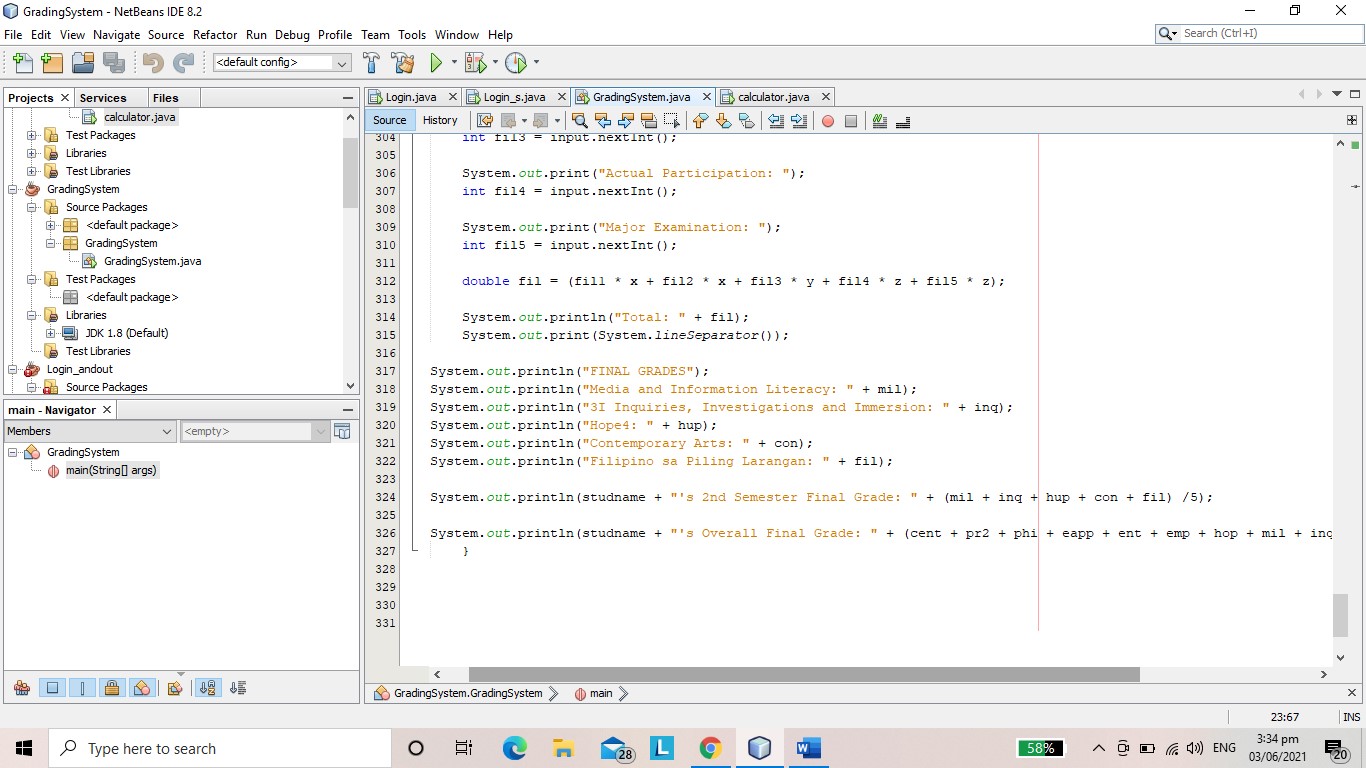 GradingSystem - NetBeans IDE 8.2
File Edit View Navigate Source Refactor Run Debug Profile Team Tools Window Help
Search (Ctrl+I)
<default config>
Projects Services Files
calculator.java
Test Packages
Libraries
Test Libraries
GradingSystem
Source Packages
<default package>
GradingSystem
GradingSystem.java
Test Packages
<default package>
Libraries
JDK 1.8 (Default)
Test Libraries
Login_andout
Source Packages
main - Navigator
Members <empty>
GradingSystem
main(String[] args)
Login.java Login_s.java GradingSystem.java calculator.java
Source History
304 int fil3 = input.nextInt();
305
306 System.out.print("Actual Participation: ");
307 int fil4 = input.nextInt();
308
309 System.out.print("Major Examination: ");
310 int fil5 = input.nextInt();
311
312 double fil = (fil1 * x + fil2 * x + fil3 * y + fil4 * z + fil5 * z);
313
314 System.out.println("Total: " + fil);
315 System.out.print(System.lineSeparator());
316
317 System.out.println("FINAL GRADES");
318 System.out.println("Media and Information Literacy: " + mil);
319 System.out.println("3I Inquiries, Investigations and Immersion: " + inq);
320 System.out.println("Hope4: " + hup);
321 System.out.println("Contemporary Arts: " + con);
322 System.out.println("Filipino sa Piling Larangan: " + fil);
323
324 System.out.println(studname + "'s 2nd Semester Final Grade: " + (mil + inq + hup + con + fil) /5);
325
326 System.out.println(studname + "'s Overall Final Grade: " + (cent + pr2 + phi + eapp + ent + emp + hop + mil + inq
327 }
328
329
330
331
GradingSystem.GradingSystem main
23:67 INS
Type here to search
28
L
58%
ENG
3:34 pm
03/06/2021
20